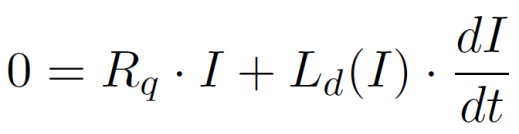 0 = R_q · I + L_d(I) · dI/dt